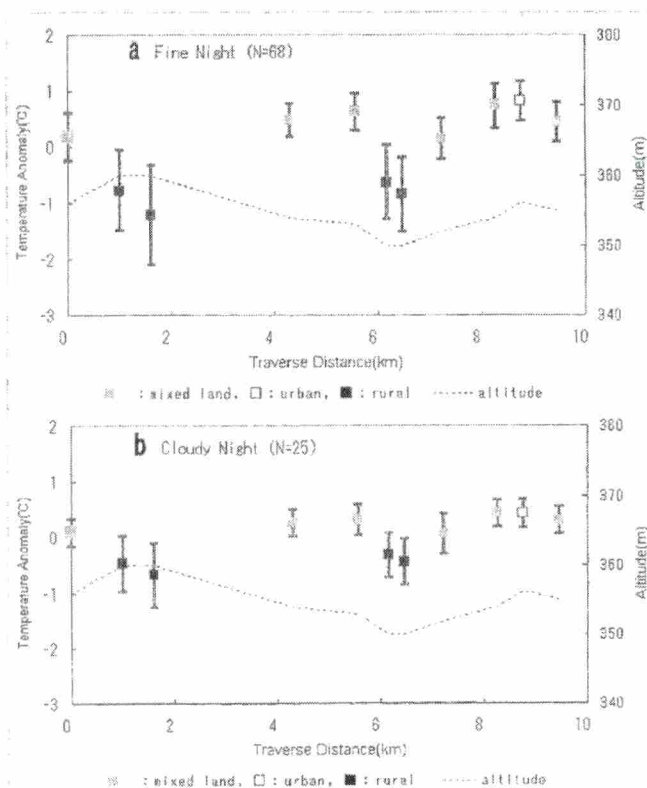 a Fine Night (N=68)
2
1
0
-1
-2
-3
Temperature Anomaly(℃)
380
370
360
350
340
Altitude(m)
0 2 4 6 8 10
Traverse Distance(km)
:mixed land, □:urban, ■:rural ------altitude
b Cloudy Night (N=25)
2
1
0
-1
-2
-3
Temperature Anomaly(℃)
380
370
360
350
340
Altitude(m)
0 2 4 6 8 10
Traverse Distance(km)
:mixed land, □:urban, ■:rural ------altitude